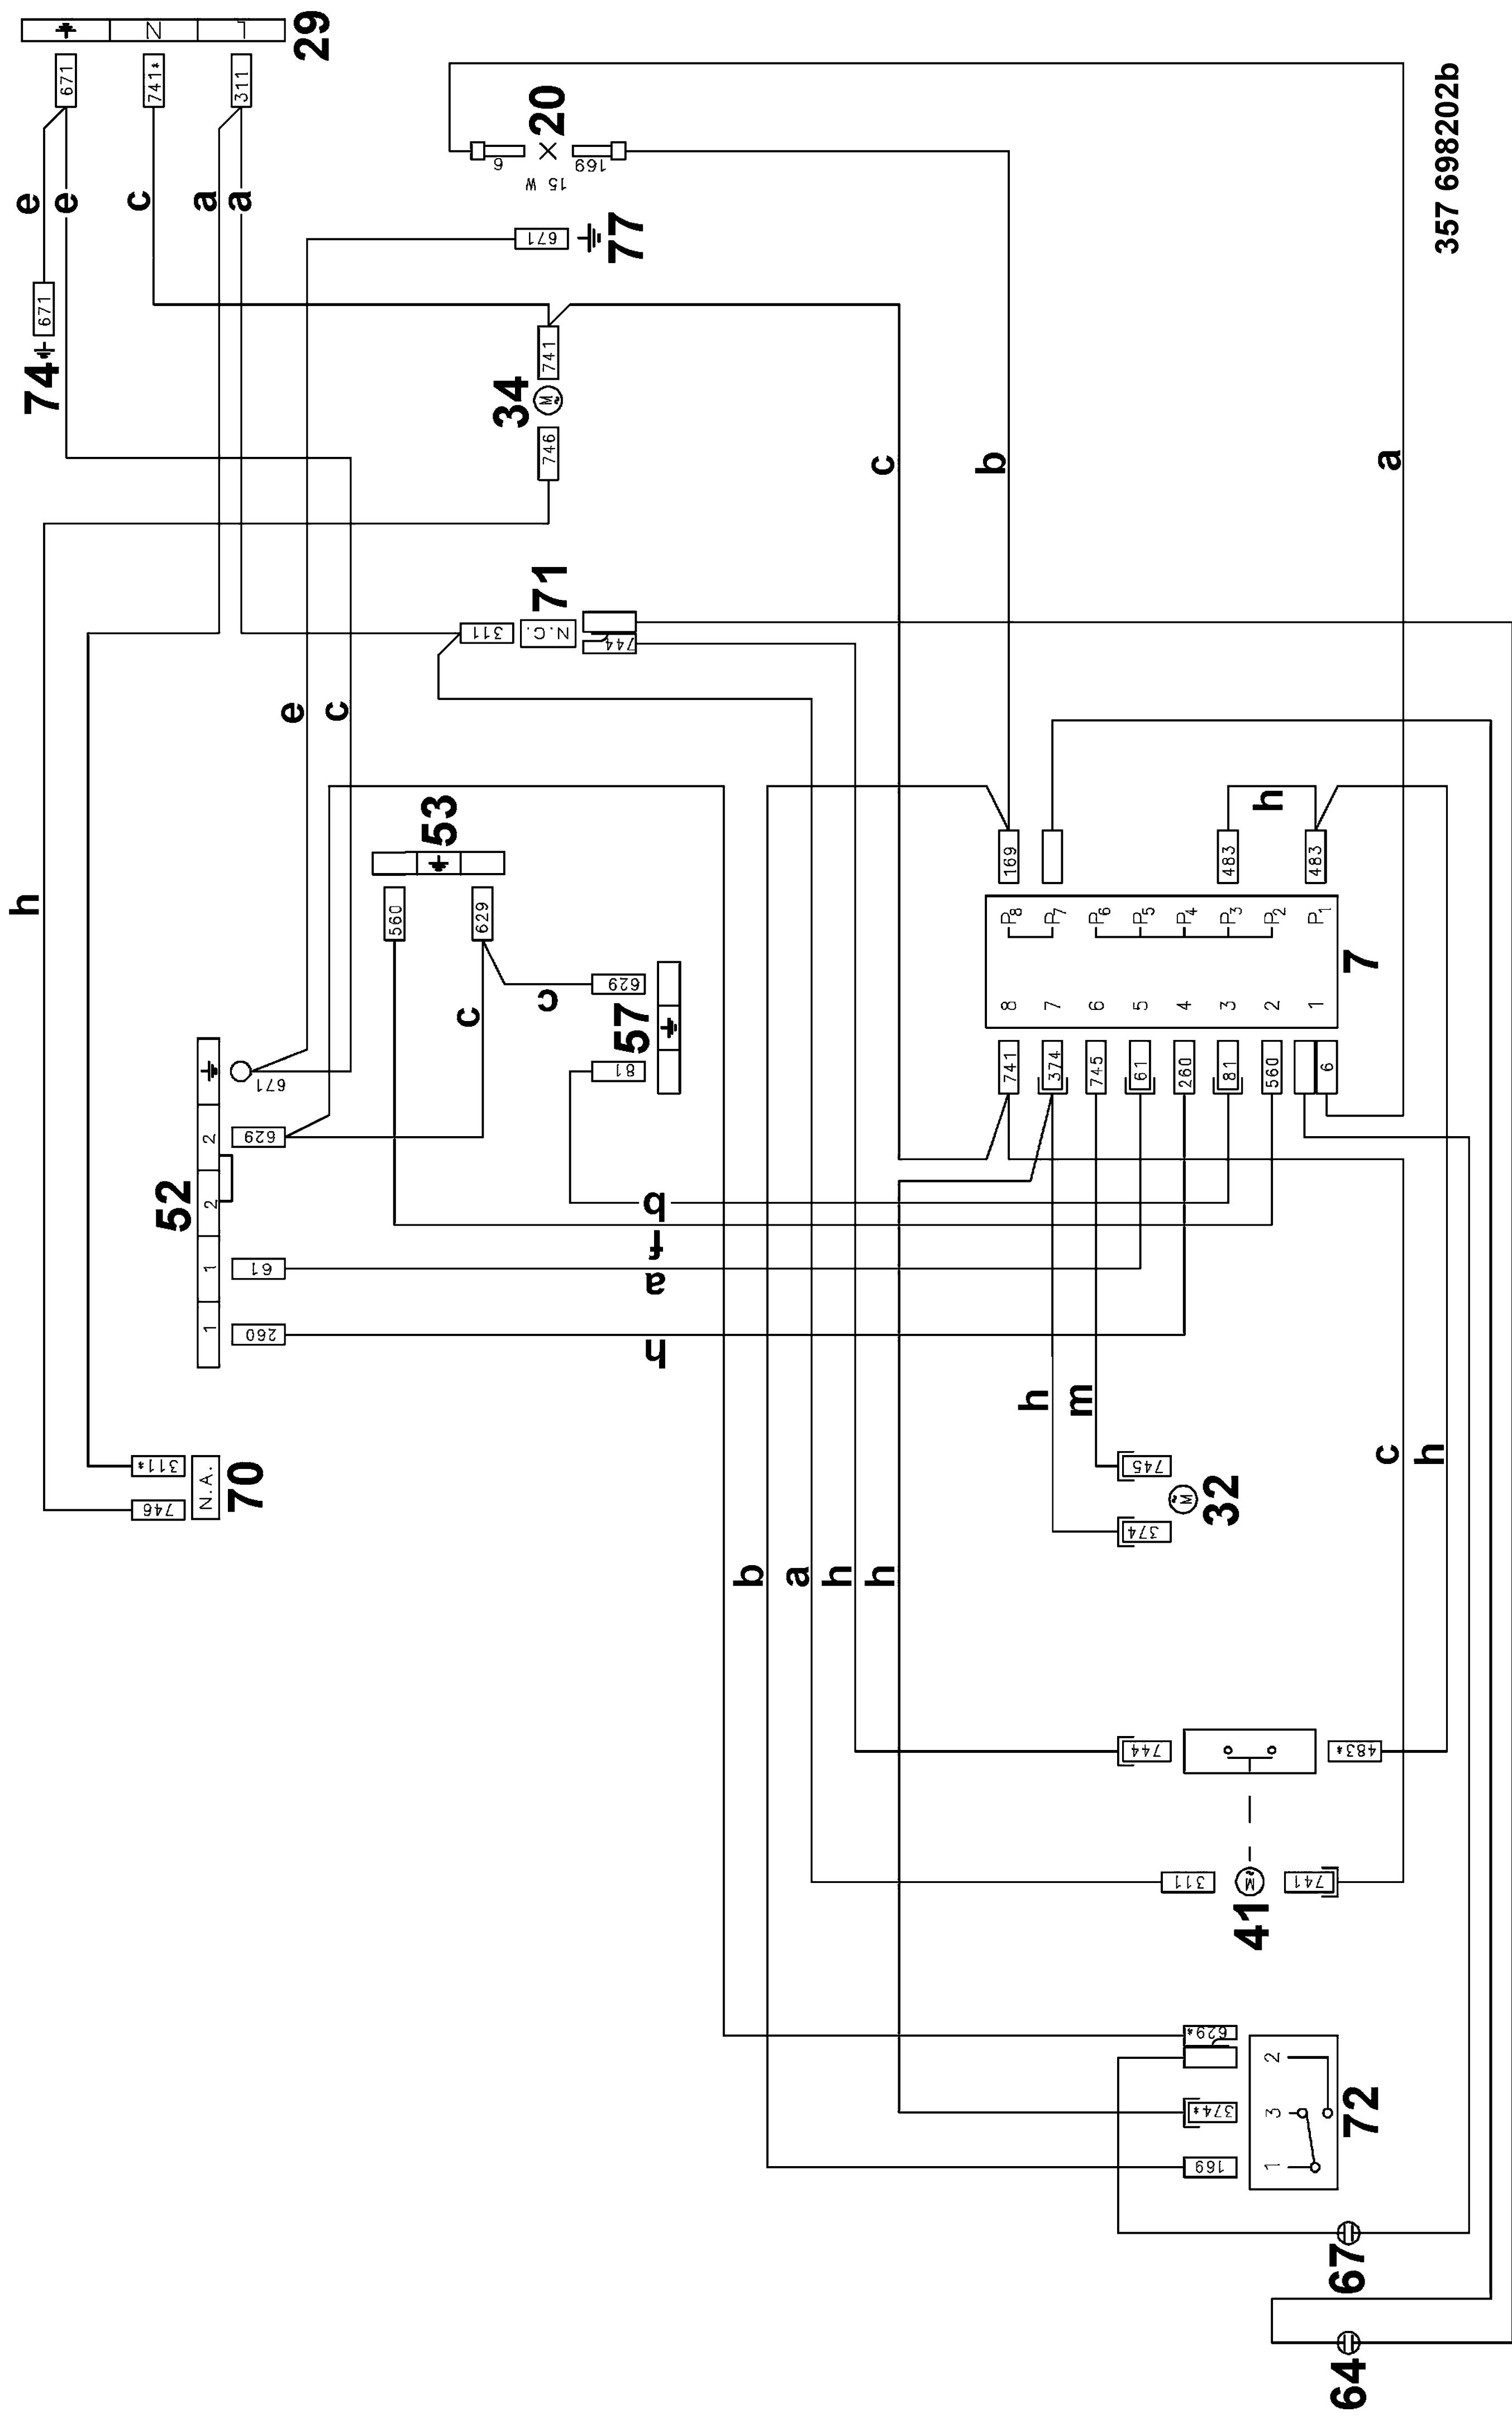 ⏚ N L 29
671 741* 311
e e c a a
671
74
6 20
169
15 W
671
77
357 698202b
741
34
M
746
c b a
h
311
N.C.
71
744
e c
53
560 629
c c
629
57
81
h
169 483 483
P8 P7 P6 P5 P4 P3 P2 P1
7
8 7 6 5 4 3 2 1
741 374 745 61 260 81 560 6
671
2 2 1 1
52
629
61
260
b
f
a
h
311*
746
N.A.
70
h m
745
374
M
32
c h
b a h h
744
483*
311
M
741
41
629*
374*
169
2
3
1
72
67
64